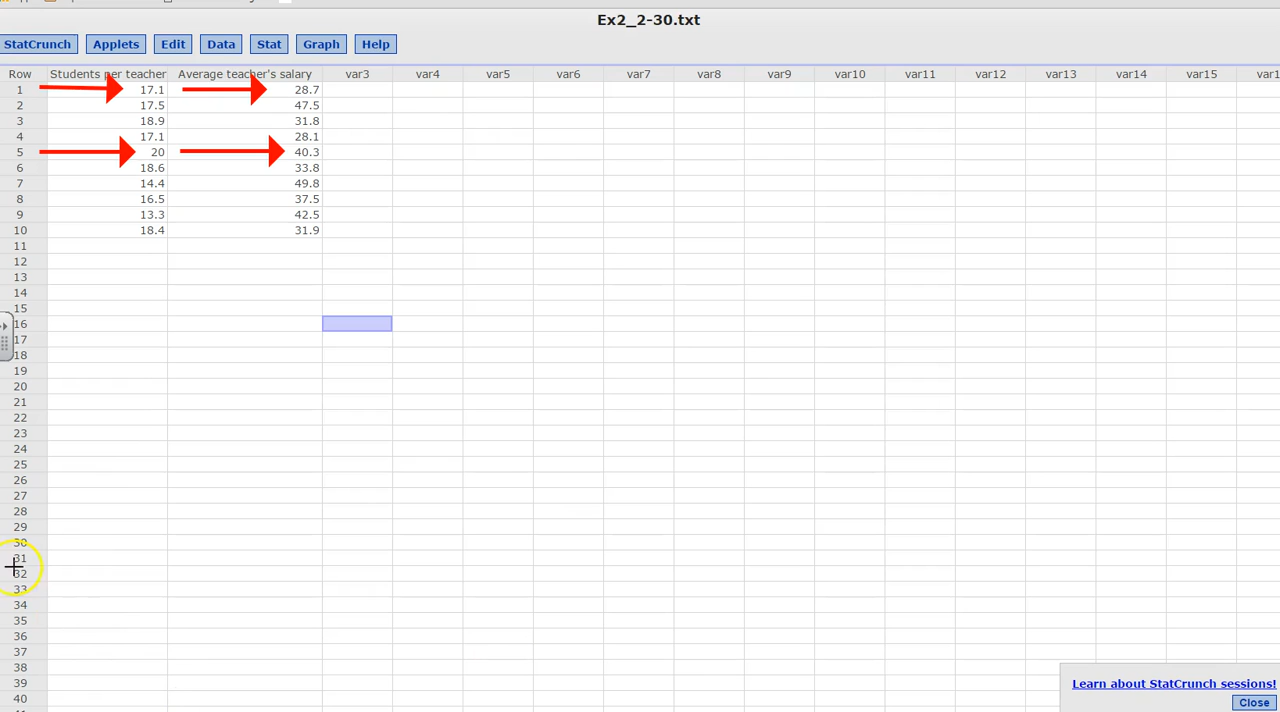 Ex2_2-30.txt
StatCrunch Applets Edit Data Stat Graph Help
Row Students per teacher Average teacher's salary var3 var4 var5 var6 var7 var8 var9 var10 var11 var12 var13 var14 var15
1 17.1 28.7
2 17.5 47.5
3 18.9 31.8
4 17.1 28.1
5 20 40.3
6 18.6 33.8
7 14.4 49.8
8 16.5 37.5
9 13.3 42.5
10 18.4 31.9
11
12
13
14
15
16
17
18
19
20
21
22
23
24
25
26
27
28
29
30
31
32
33
34
35
36
37
38
39
40
Learn about StatCrunch sessions!
Close